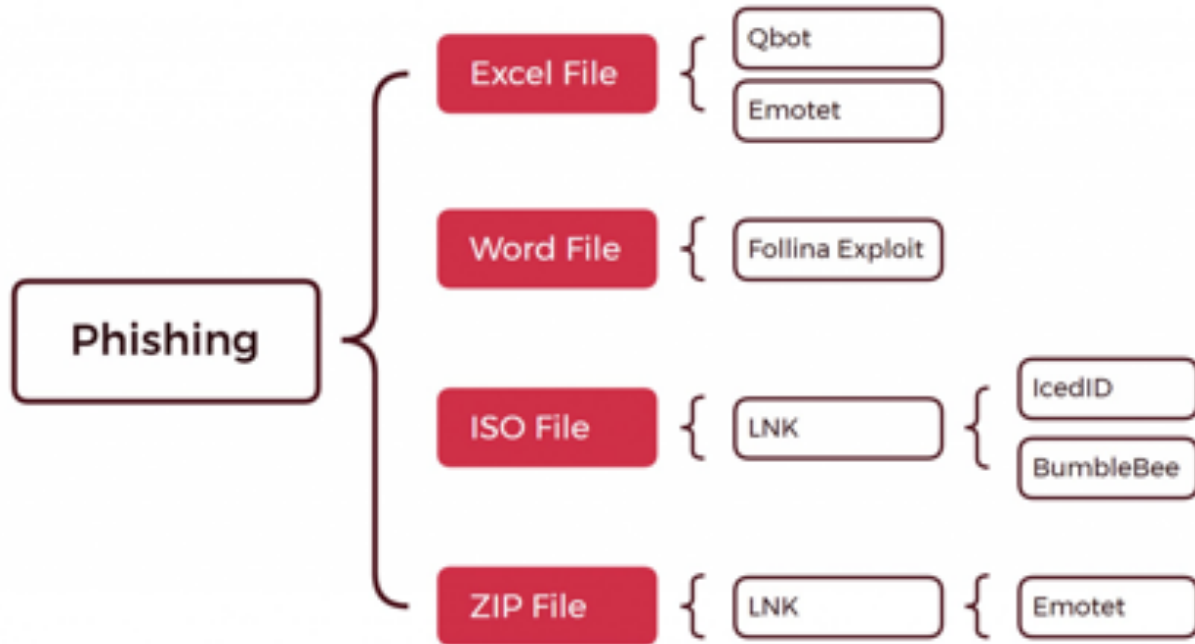 Phishing
Excel File
Qbot
Emotet
Word File
Follina Exploit
ISO File
LNK
IcedID
BumbleBee
ZIP File
LNK
Emotet